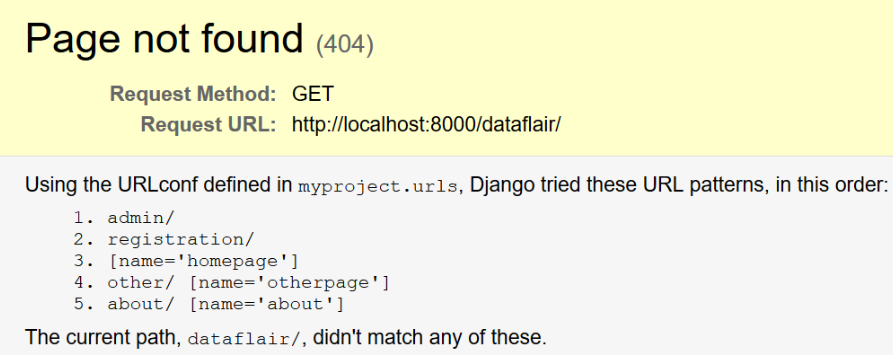 Page not found (404)
Request Method: GET
Request URL: http://localhost:8000/dataflair/
Using the URLconf defined in myproject.urls, Django tried these URL patterns, in this order:
1. admin/
2. registration/
3. [name='homepage']
4. other/ [name='otherpage']
5. about/ [name='about']
The current path, dataflair/, didn't match any of these.